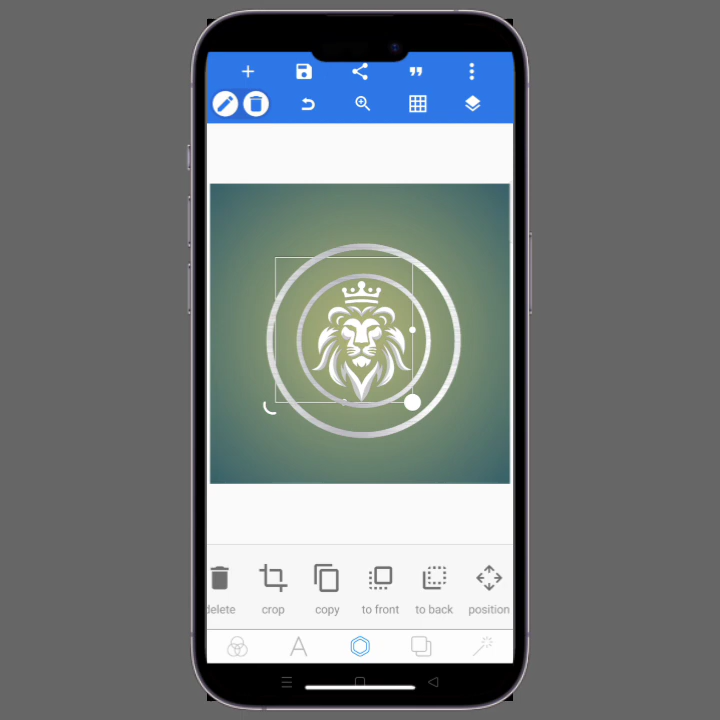 delete
crop
copy
to front
to back
position